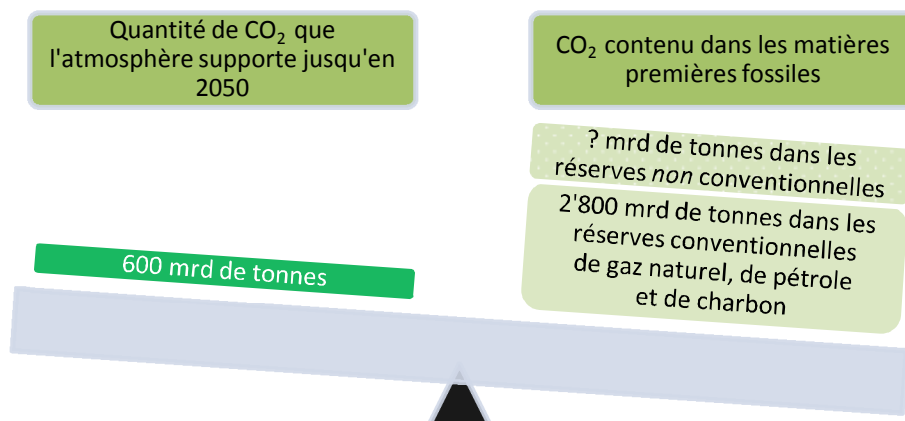 Quantité de CO₂ que
l'atmosphère supporte jusqu'en
2050
CO₂ contenu dans les matières
premières fossiles
? mrd de tonnes dans les
réserves non conventionnelles
2'800 mrd de tonnes dans les
réserves conventionnelles
de gaz naturel, de pétrole
et de charbon
600 mrd de tonnes